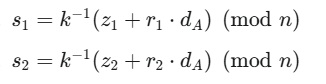 s₁ = k⁻¹(z₁ + r₁ · d_A) (mod n)
s₂ = k⁻¹(z₂ + r₂ · d_A) (mod n)